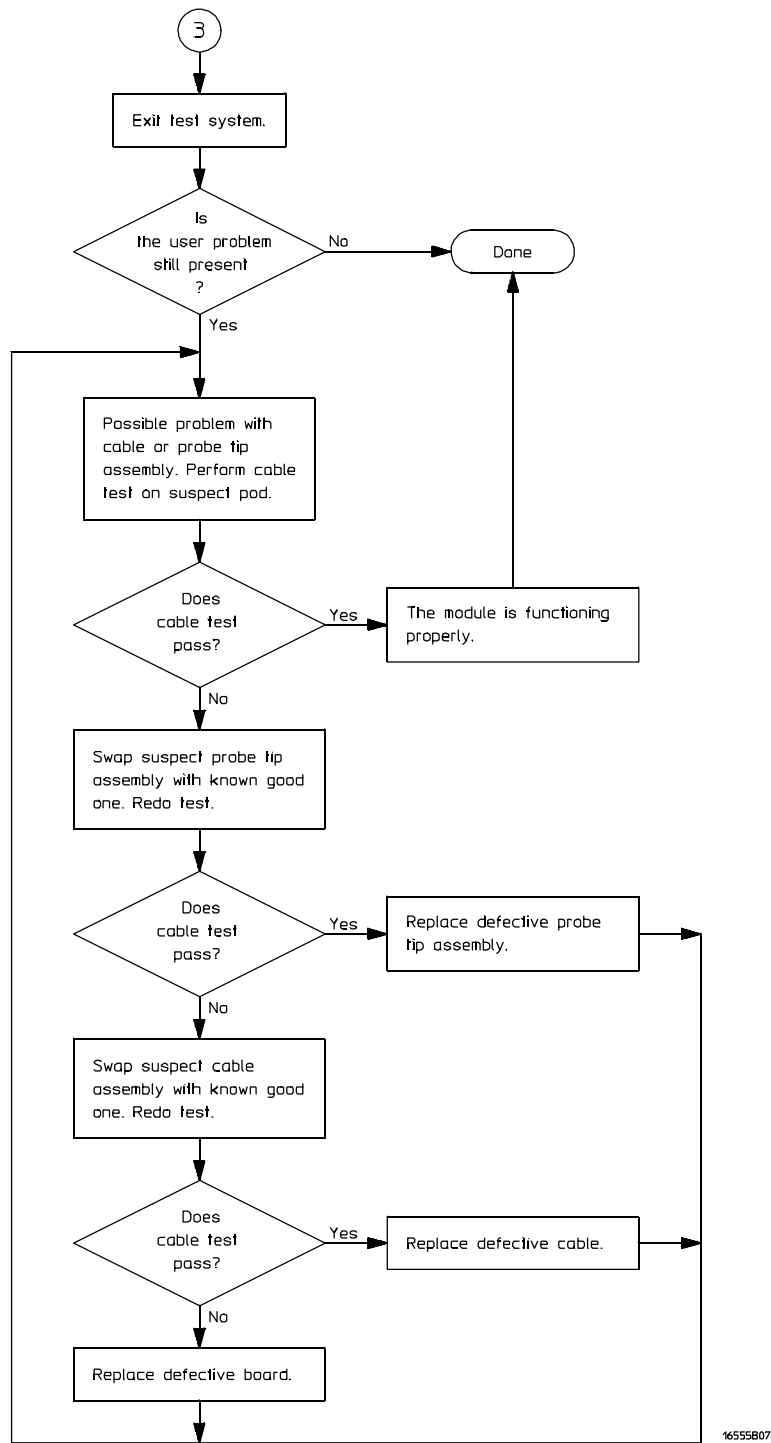 3
Exit test system.
Is
the user problem
still present
?
No
Done
Yes
Possible problem with
cable or probe tip
assembly. Perform cable
test on suspect pod.
Does
cable test
pass?
Yes
The module is functioning
properly.
No
Swap suspect probe tip
assembly with known good
one. Redo test.
Does
cable test
pass?
Yes
Replace defective probe
tip assembly.
No
Swap suspect cable
assembly with known good
one. Redo test.
Does
cable test
pass?
Yes
Replace defective cable.
No
Replace defective board.
16555B07